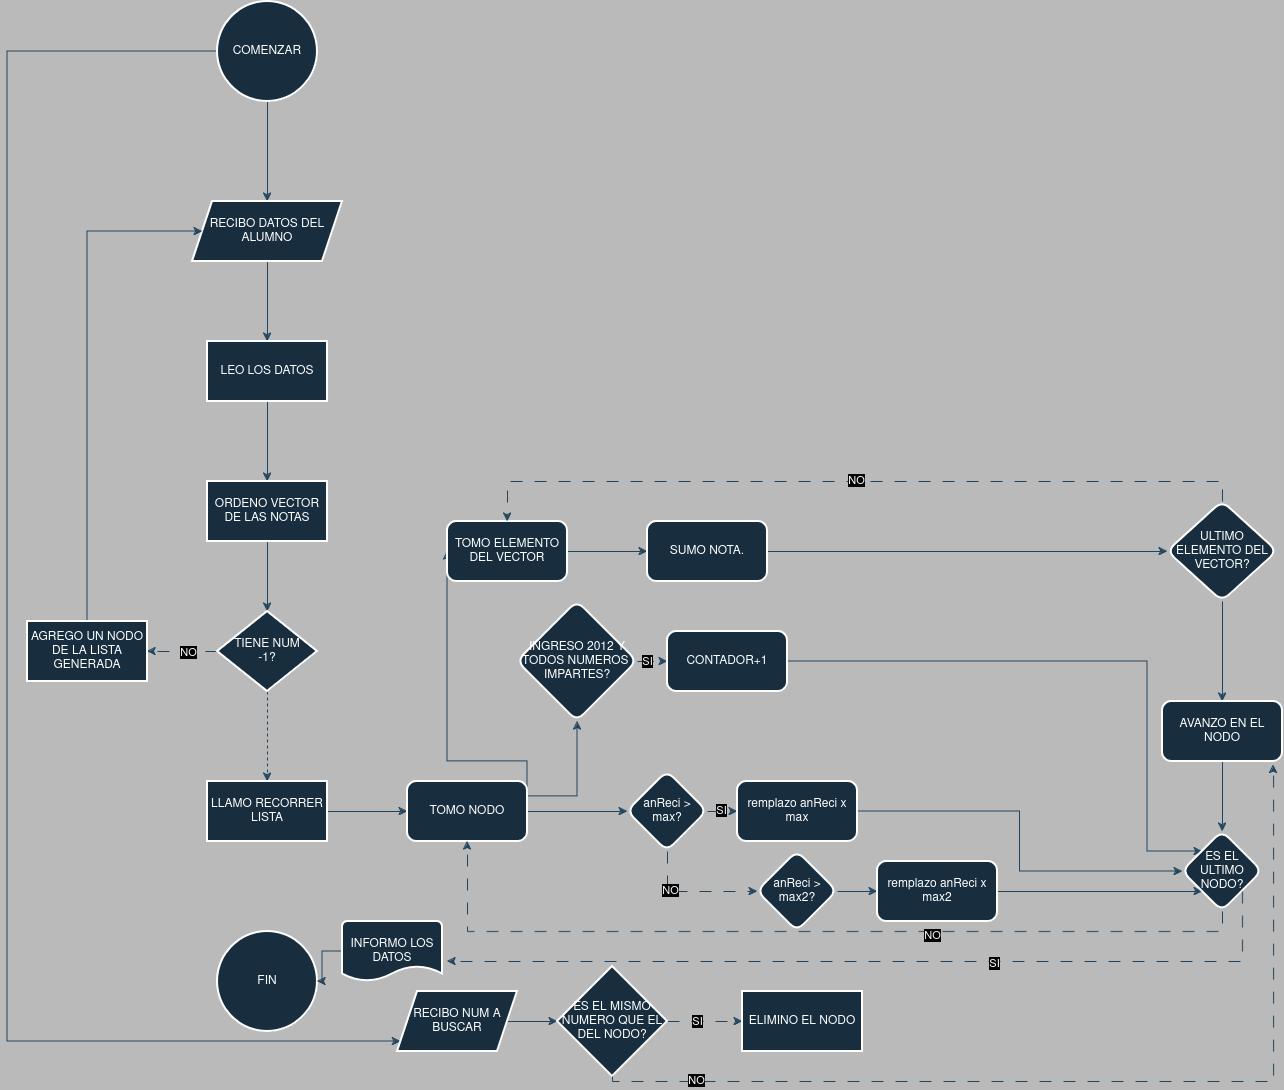 COMENZAR
RECIBO DATOS DEL
ALUMNO
LEO LOS DATOS
ORDENO VECTOR
DE LAS NOTAS
TIENE NUM
-1?
NO
AGREGO UN NODO
DE LA LISTA
GENERADA
LLAMO RECORRER
LISTA
TOMO NODO
TOMO ELEMENTO
DEL VECTOR
SUMO NOTA.
ULTIMO
ELEMENTO DEL
VECTOR?
NO
INGRESO 2012 Y
TODOS NUMEROS
IMPARTES?
SI
CONTADOR+1
AVANZO EN EL
NODO
anReci >
max?
SI
remplazo anReci x
max
NO
anReci >
max2?
remplazo anReci x
max2
ES EL
ULTIMO
NODO?
NO
SI
INFORMO LOS
DATOS
FIN
RECIBO NUM A
BUSCAR
ES EL MISMO
NUMERO QUE EL
DEL NODO?
SI
ELIMINO EL NODO
NO